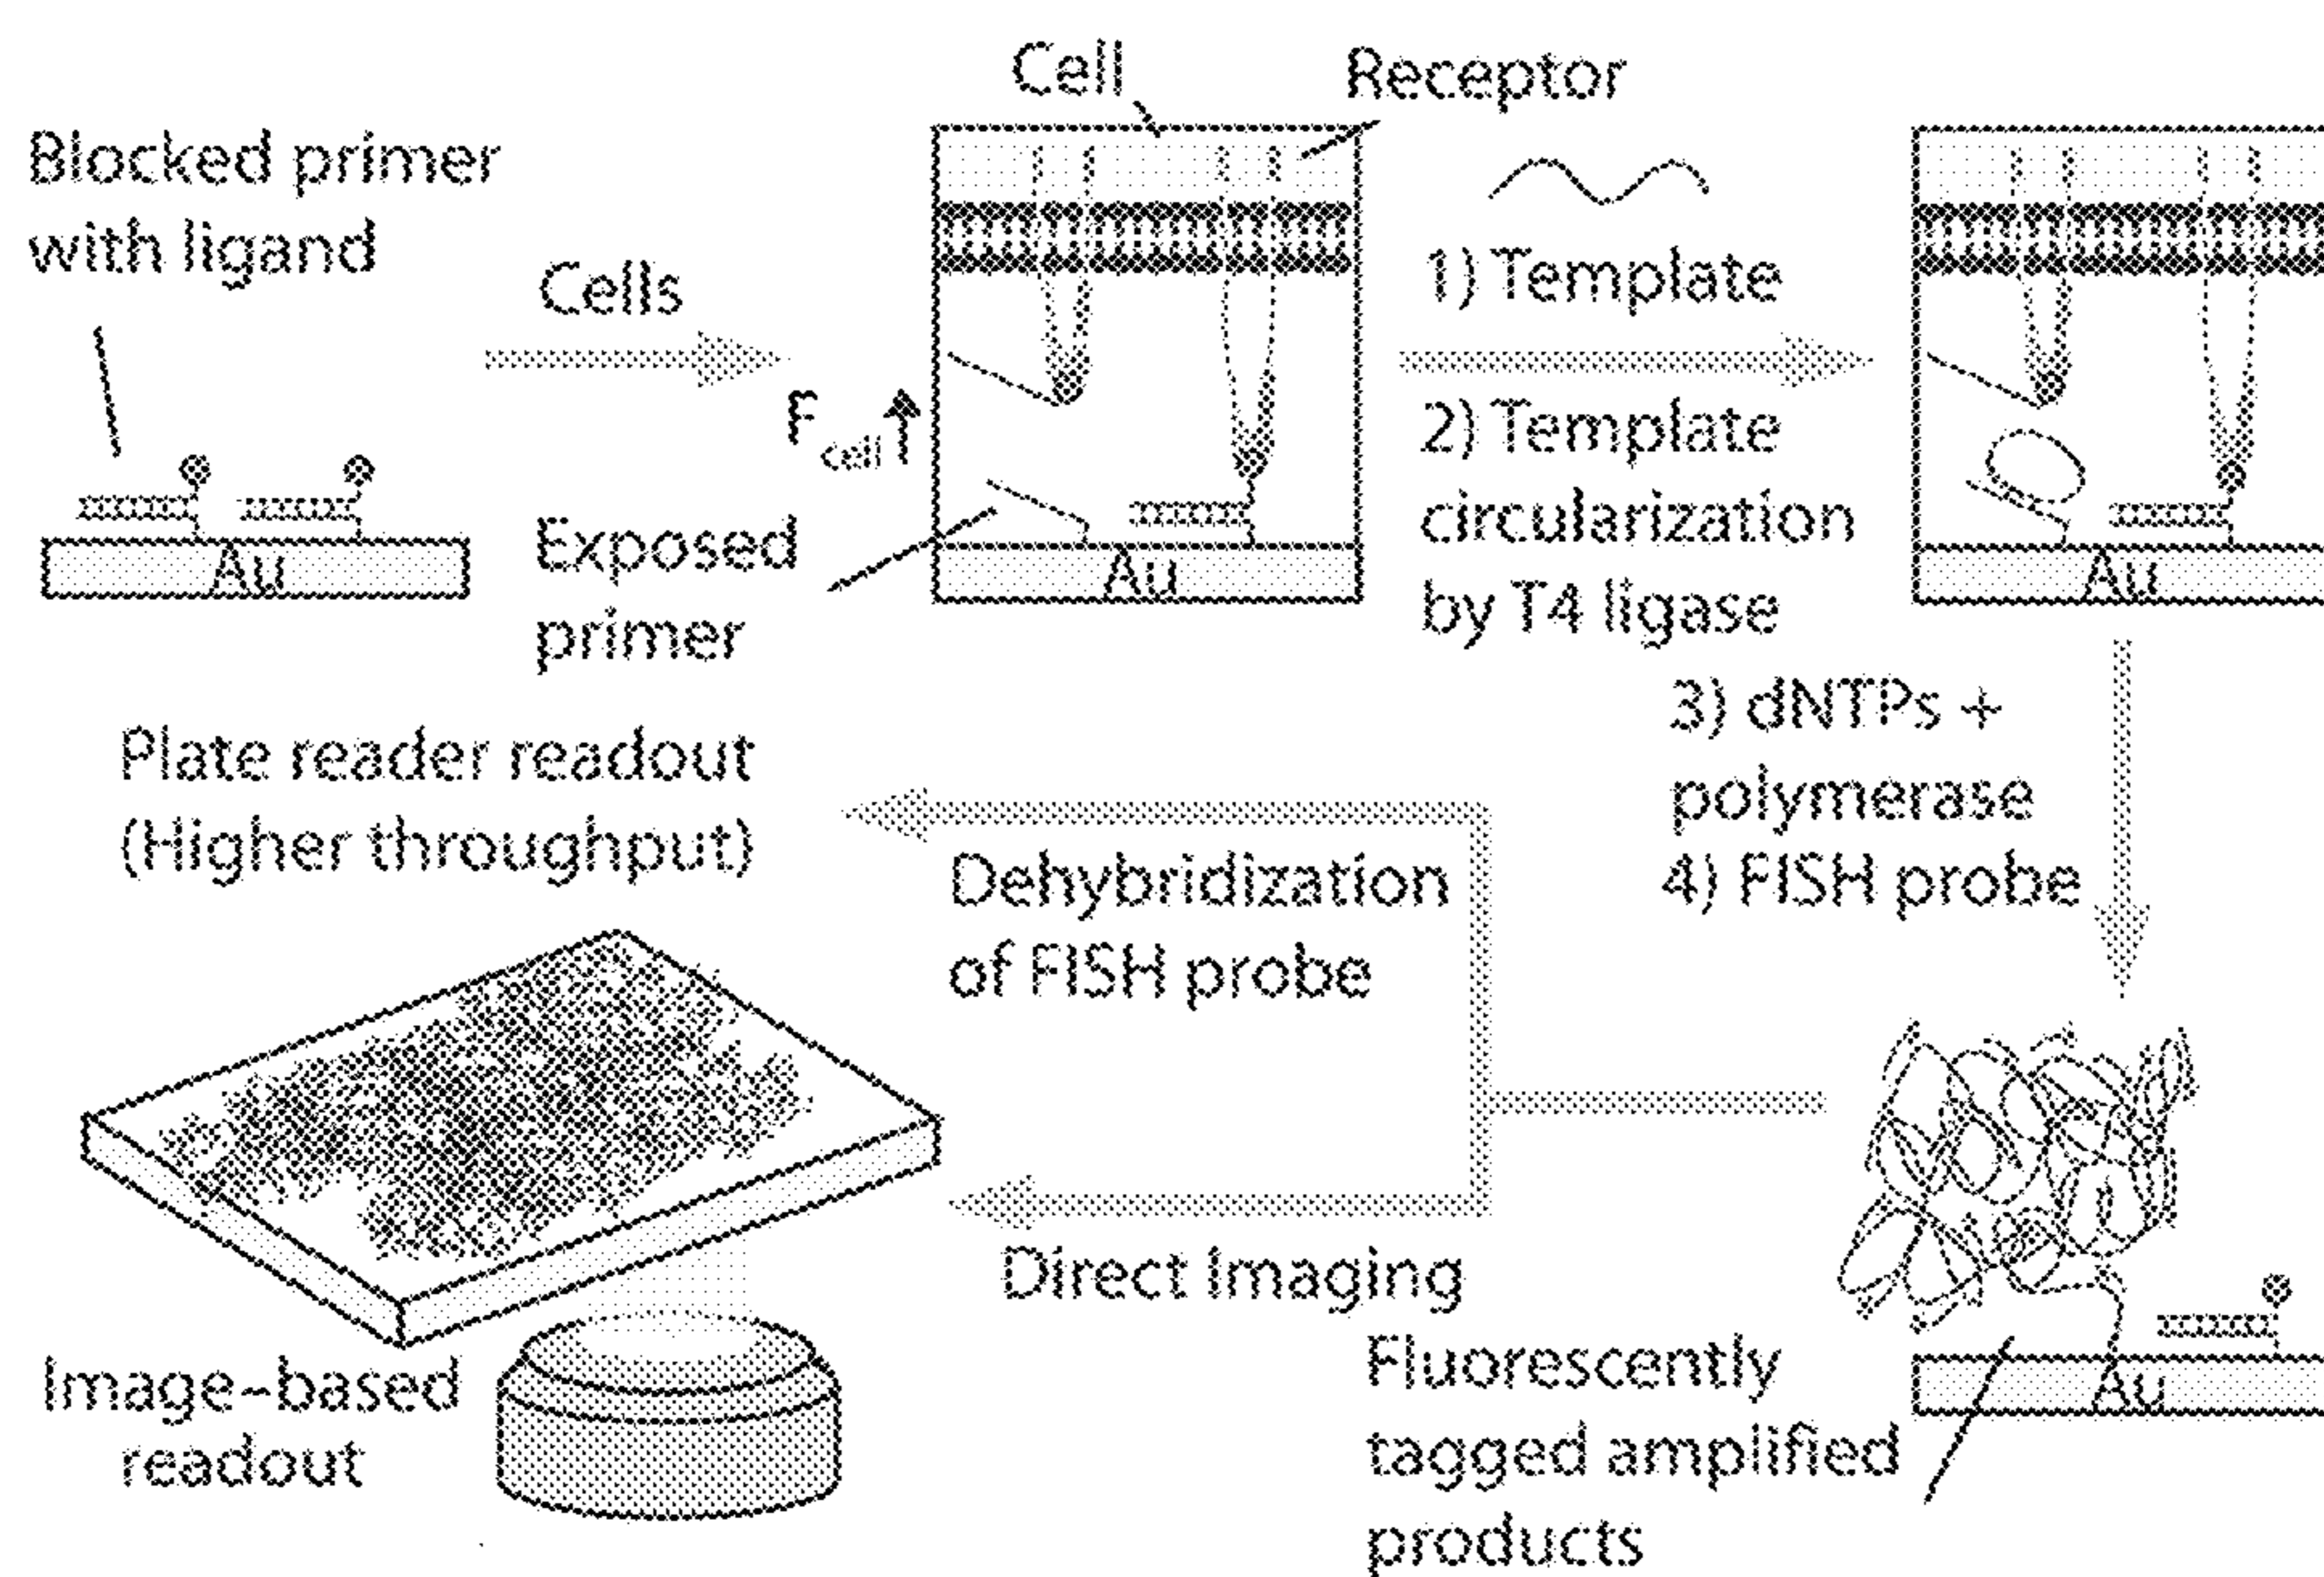 Cell
Receptor
Blocked primer
with ligand
Cells
1) Template
F cell
2) Template
circularization
by T4 ligase
Exposed
primer
Au
Au
Au
3) dNTPs +
polymerase
4) FISH probe
Plate reader readout
(Higher throughput)
Dehybridization
of FISH probe
Direct Imaging
Image-based
readout
Fluorescently
tagged amplified
products
Au